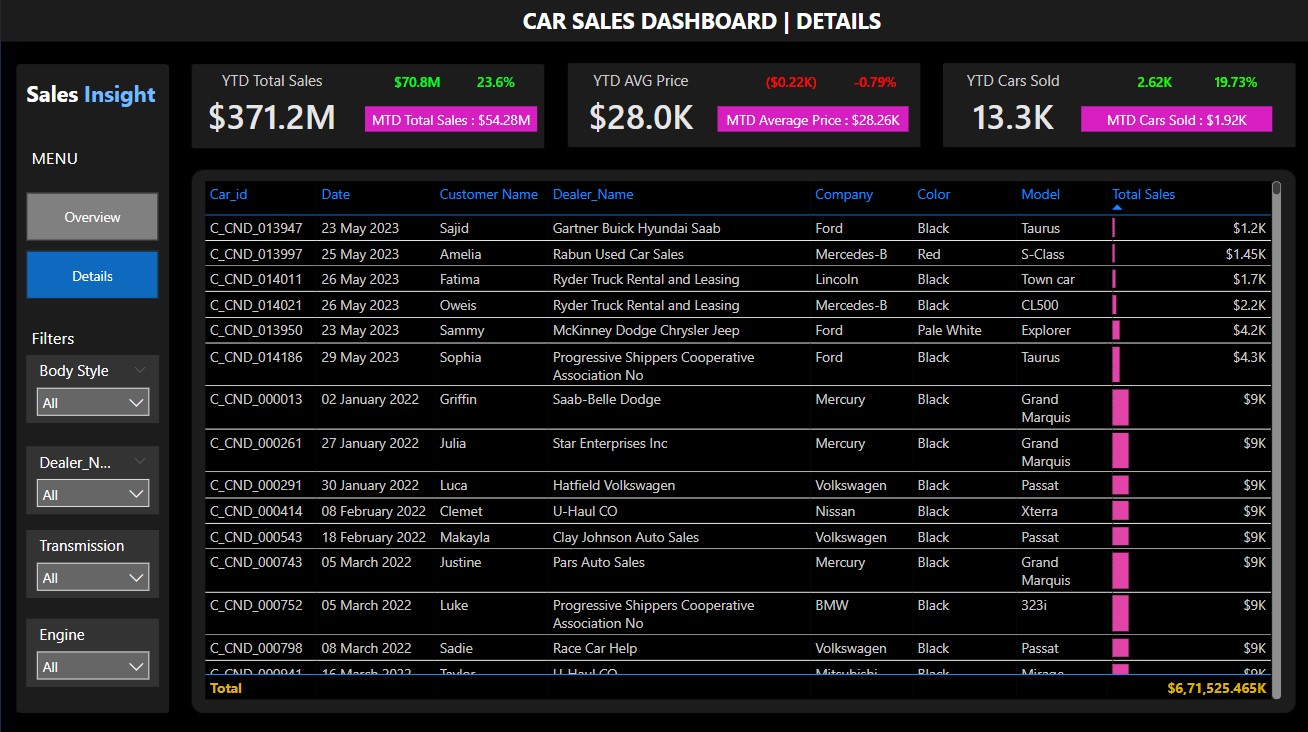 CAR SALES DASHBOARD | DETAILS
Sales Insight
MENU
Overview
Details
Filters
Body Style
All
Dealer_N...
All
Transmission
All
Engine
All
YTD Total Sales $70.8M 23.6%
$371.2M MTD Total Sales : $54.28M
YTD AVG Price ($0.22K) -0.79%
$28.0K MTD Average Price : $28.26K
YTD Cars Sold 2.62K 19.73%
13.3K MTD Cars Sold : $1.92K
Car_id Date Customer Name Dealer_Name Company Color Model Total Sales
C_CND_013947 23 May 2023 Sajid Gartner Buick Hyundai Saab Ford Black Taurus $1.2K
C_CND_013997 25 May 2023 Amelia Rabun Used Car Sales Mercedes-B Red S-Class $1.45K
C_CND_014011 26 May 2023 Fatima Ryder Truck Rental and Leasing Lincoln Black Town car $1.7K
C_CND_014021 26 May 2023 Oweis Ryder Truck Rental and Leasing Mercedes-B Black CL500 $2.2K
C_CND_013950 23 May 2023 Sammy McKinney Dodge Chrysler Jeep Ford Pale White Explorer $4.2K
C_CND_014186 29 May 2023 Sophia Progressive Shippers Cooperative Ford Black Taurus $4.3K
Association No
C_CND_000013 02 January 2022 Griffin Saab-Belle Dodge Mercury Black Grand $9K
Marquis
C_CND_000261 27 January 2022 Julia Star Enterprises Inc Mercury Black Grand $9K
Marquis
C_CND_000291 30 January 2022 Luca Hatfield Volkswagen Volkswagen Black Passat $9K
C_CND_000414 08 February 2022 Clemet U-Haul CO Nissan Black Xterra $9K
C_CND_000543 18 February 2022 Makayla Clay Johnson Auto Sales Volkswagen Black Passat $9K
C_CND_000743 05 March 2022 Justine Pars Auto Sales Mercury Black Grand $9K
Marquis
C_CND_000752 05 March 2022 Luke Progressive Shippers Cooperative BMW Black 323i $9K
Association No
C_CND_000798 08 March 2022 Sadie Race Car Help Volkswagen Black Passat $9K
C_CND_000941 16 March 2022 Taylor U-Haul CO Mitsubishi Black Mirage $9K
Total $6,71,525.465K